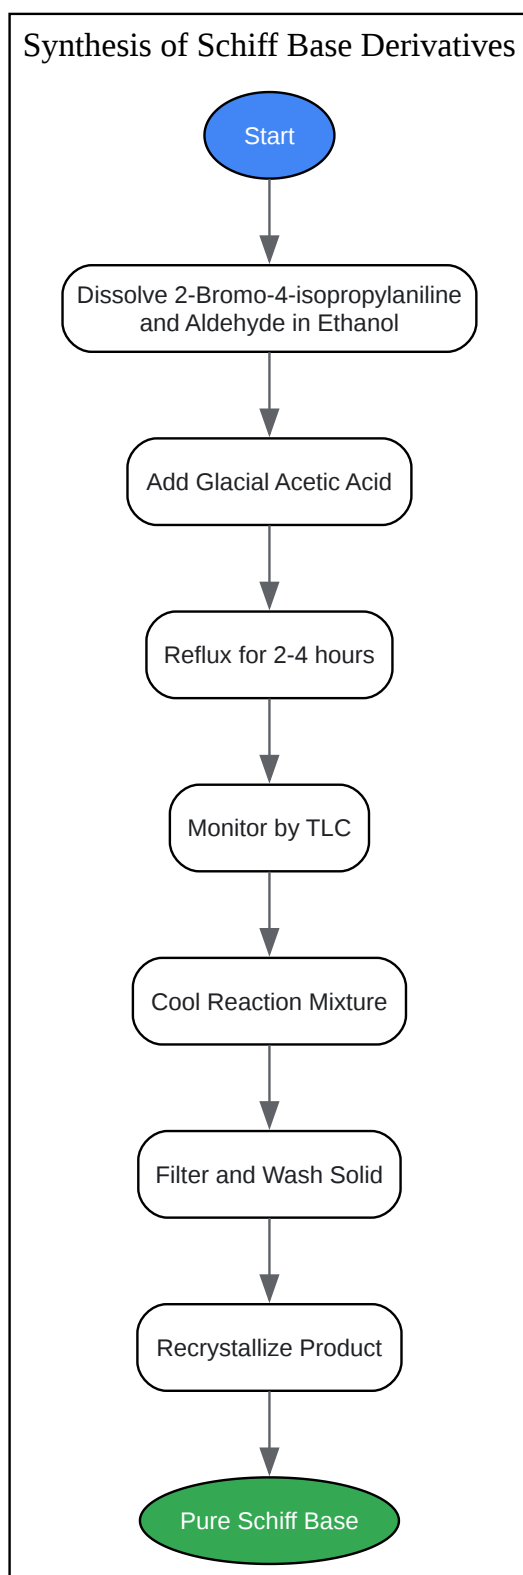 Synthesis of Schiff Base Derivatives
Start
Dissolve 2-Bromo-4-isopropylaniline
and Aldehyde in Ethanol
Add Glacial Acetic Acid
Reflux for 2-4 hours
Monitor by TLC
Cool Reaction Mixture
Filter and Wash Solid
Recrystallize Product
Pure Schiff Base